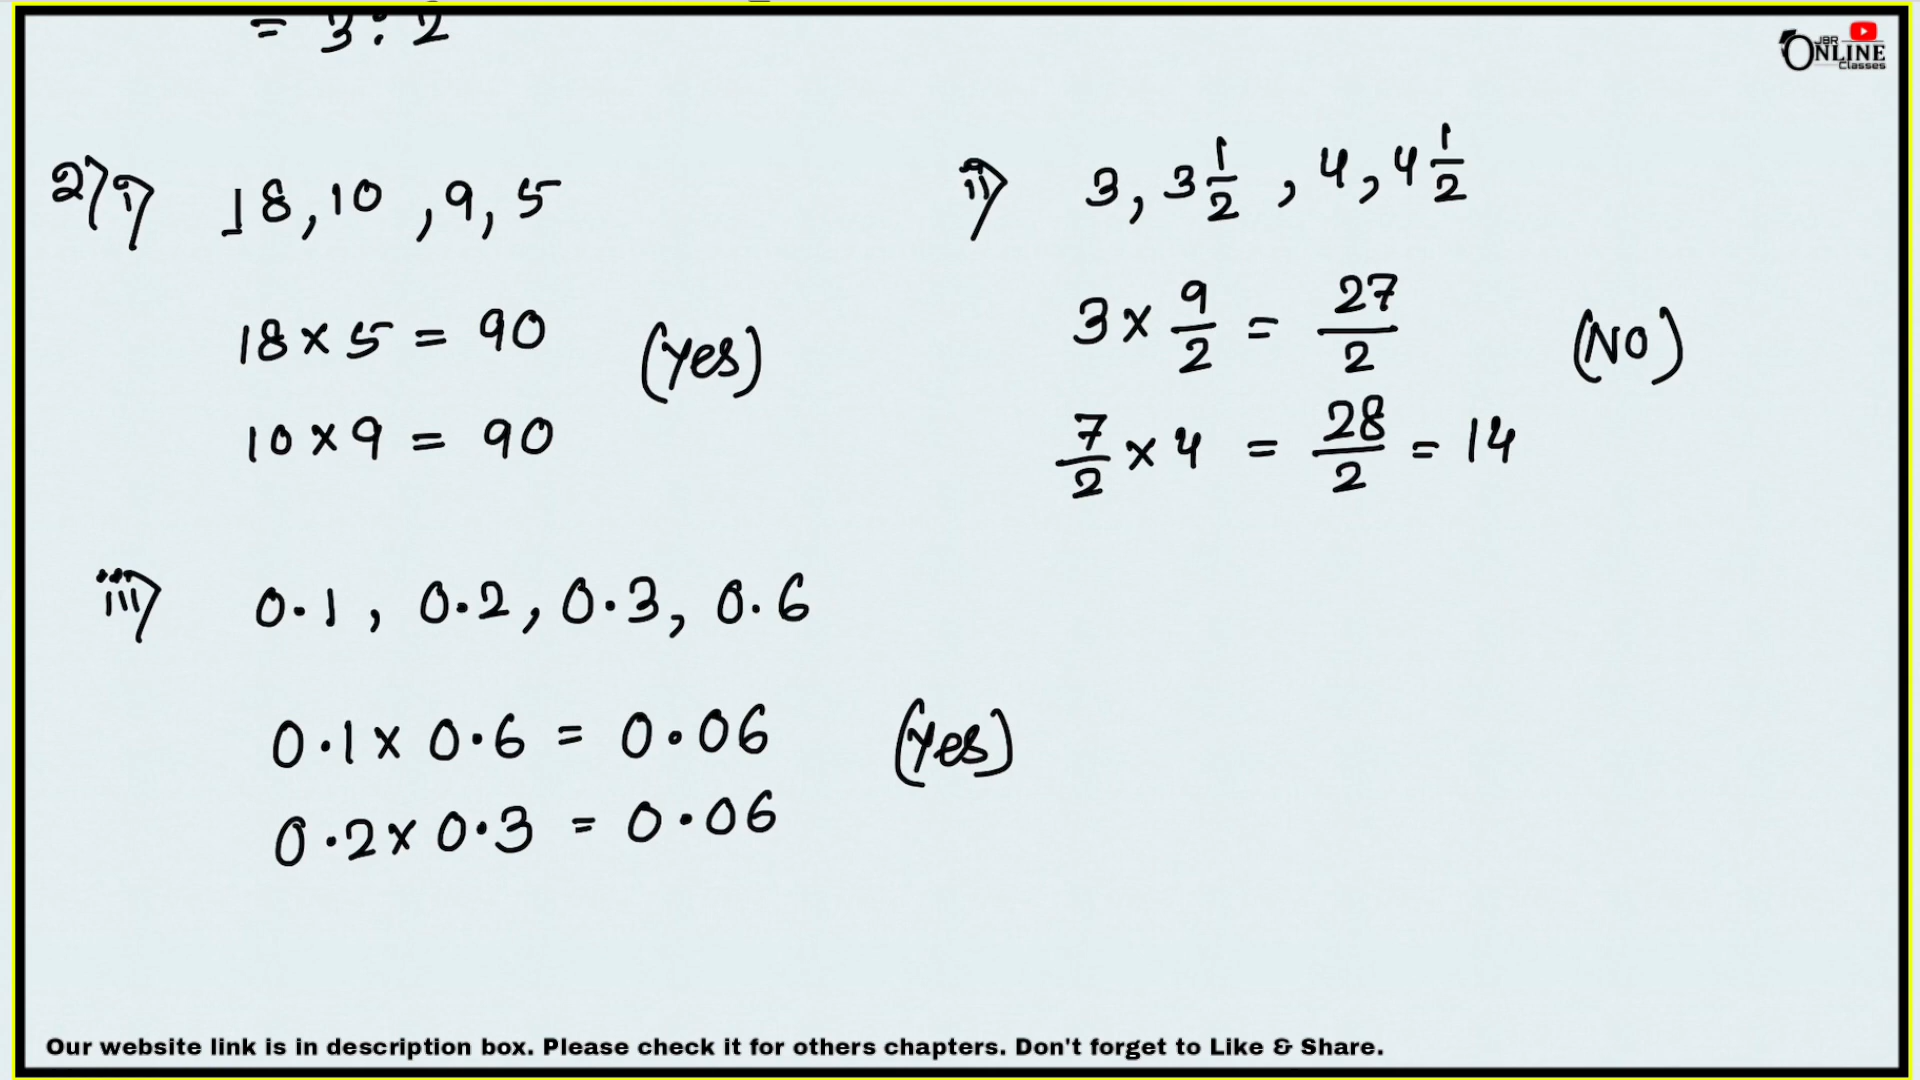 = 3 : 2
JBR ONLINE Classes
2) i) 18, 10 , 9, 5
18 × 5 = 90 (Yes)
10 × 9 = 90
ii) 3, 3 1/2 , 4, 4 1/2
3 × 9/2 = 27/2 (NO)
7/2 × 4 = 28/2 = 14
iii) 0.1 , 0.2, 0.3, 0.6
0.1 × 0.6 = 0.06 (Yes)
0.2 × 0.3 = 0.06
Our website link is in description box. Please check it for others chapters. Don't forget to Like & Share.